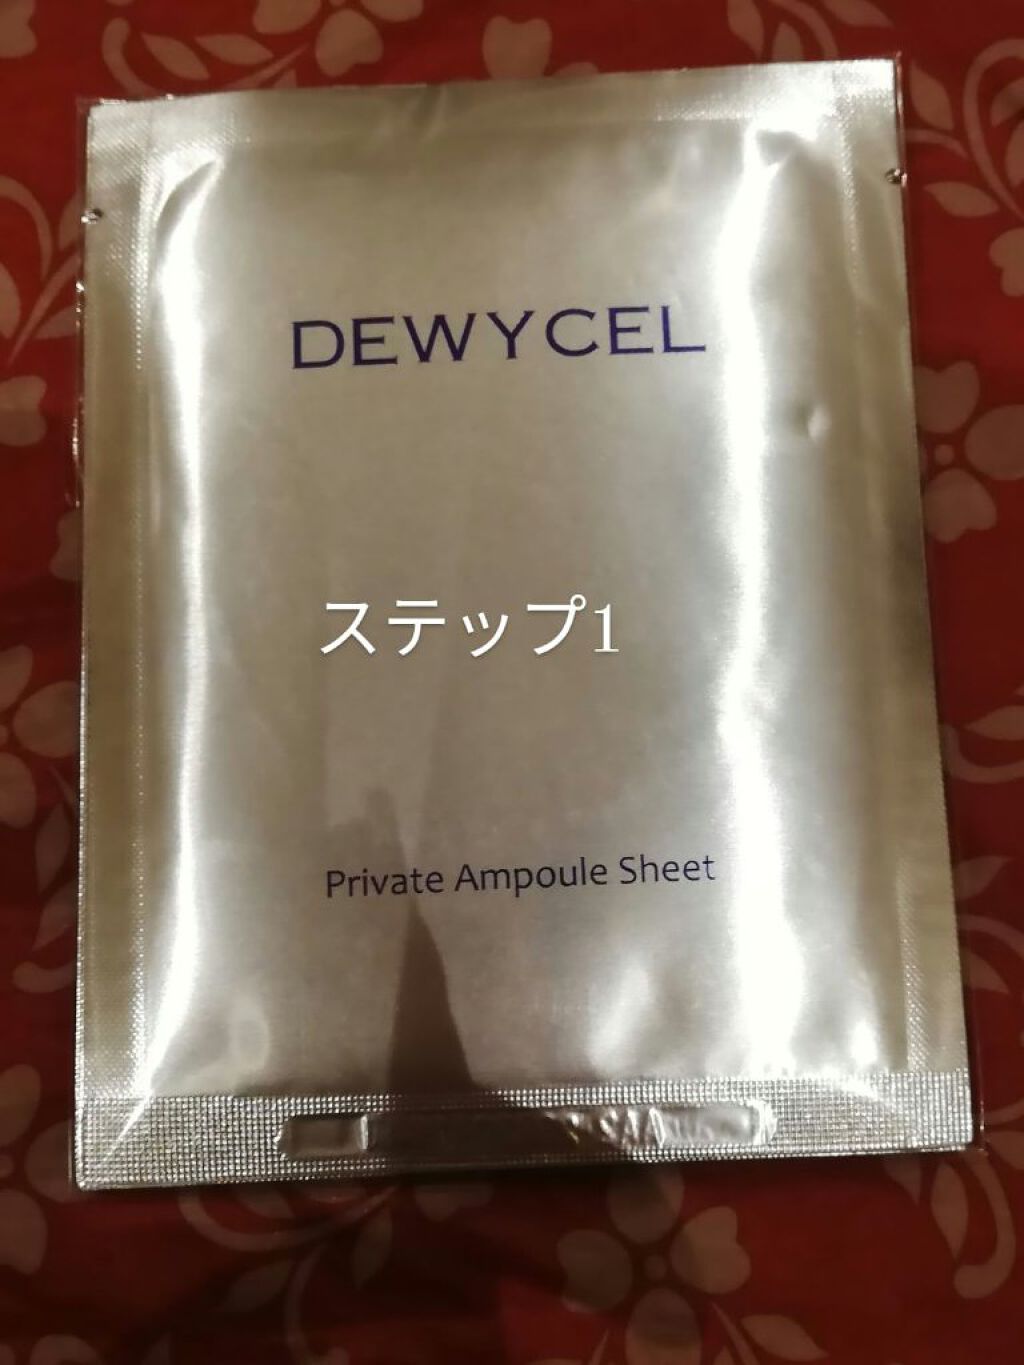 DEWYCEL
ステップ1
Private Ampoule Sheet